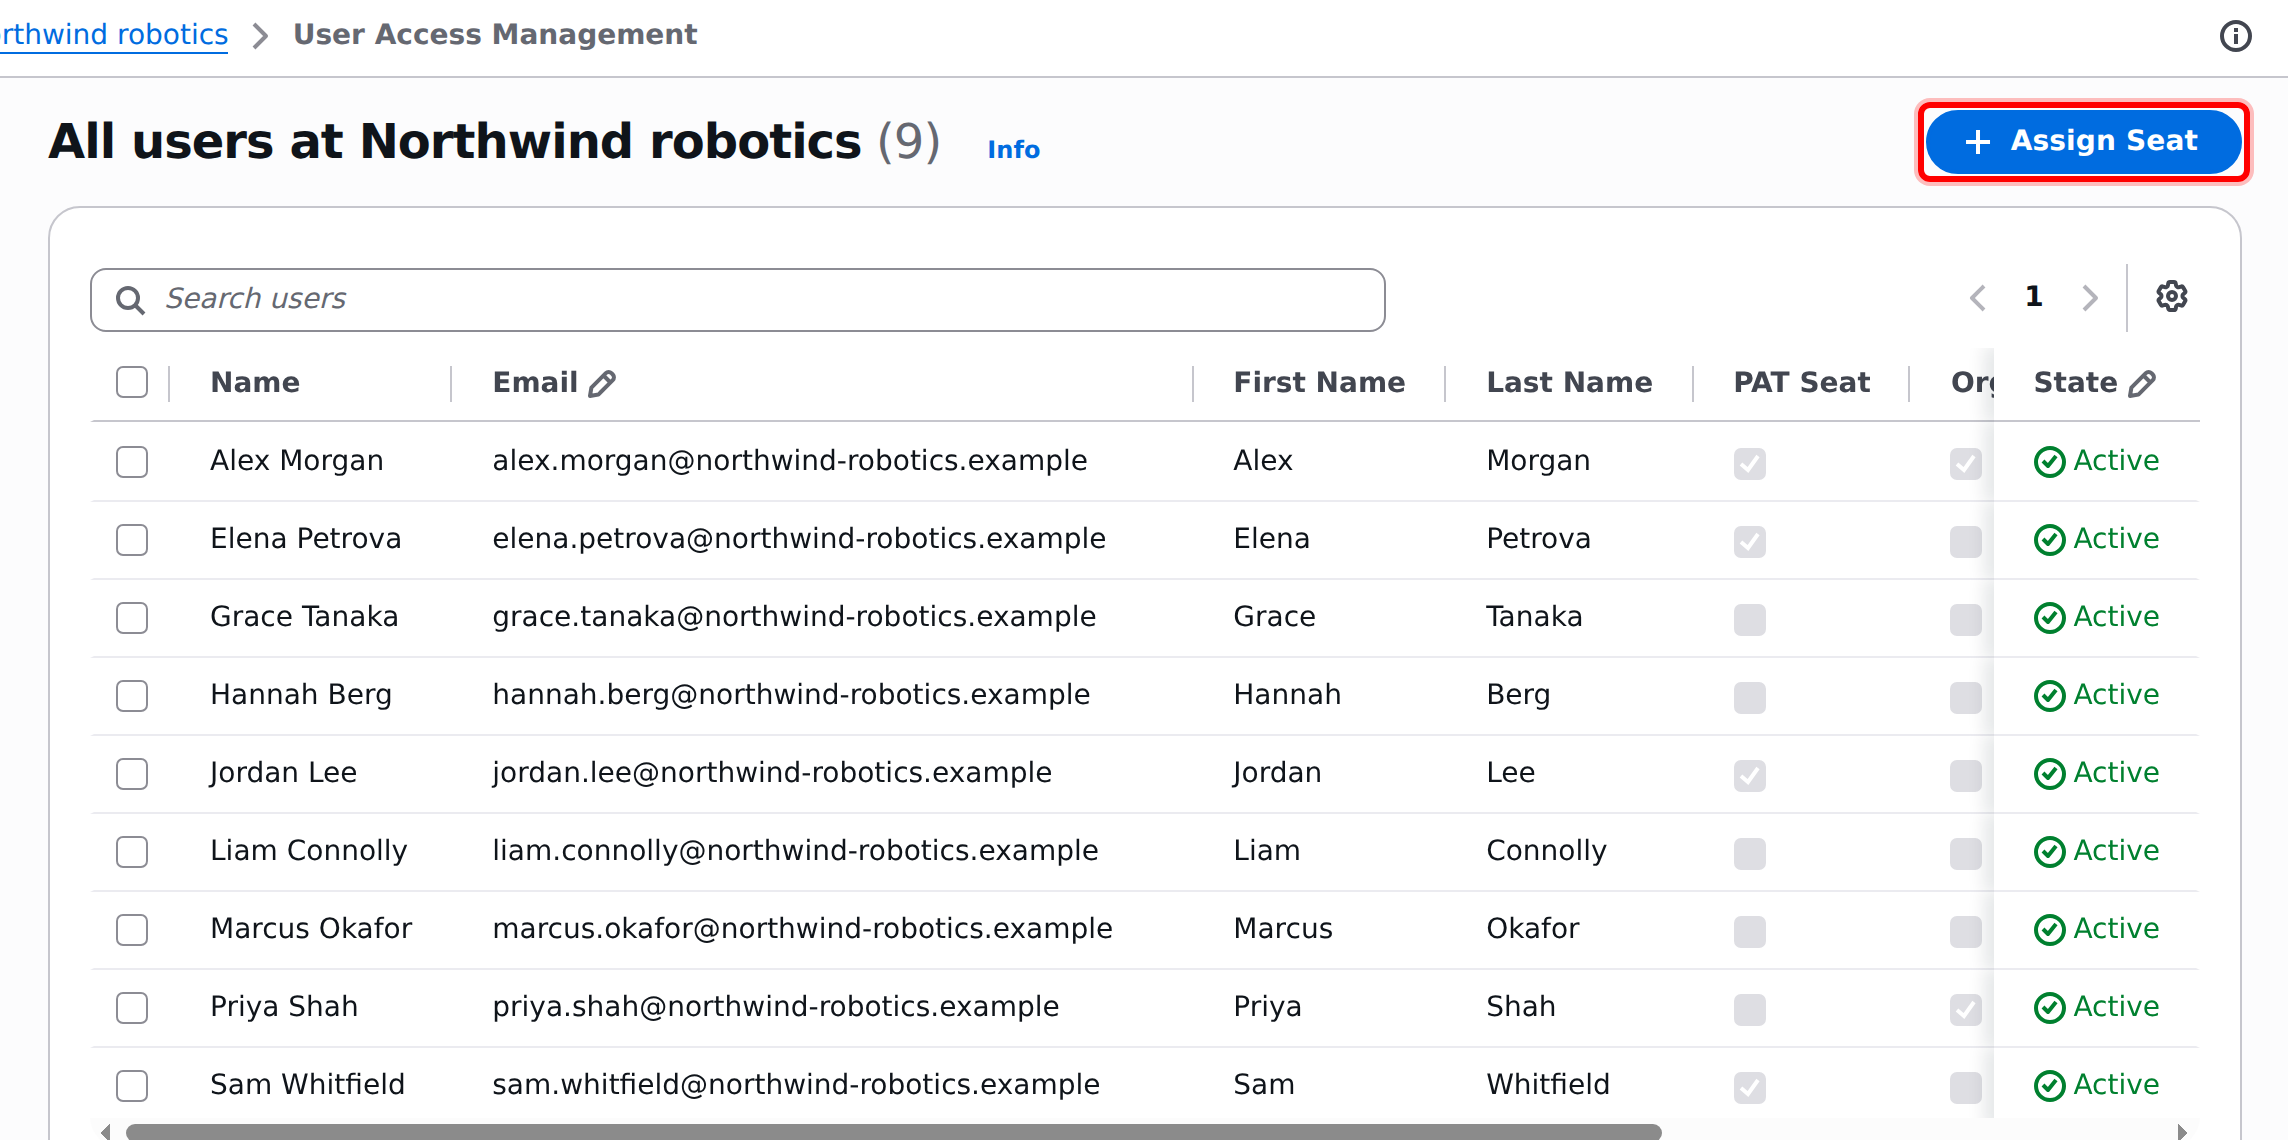 rthwind robotics > User Access Management
All users at Northwind robotics (9) Info
+ Assign Seat
Search users
1
Name Email First Name Last Name PAT Seat Org State
Alex Morgan alex.morgan@northwind-robotics.example Alex Morgan Active
Elena Petrova elena.petrova@northwind-robotics.example Elena Petrova Active
Grace Tanaka grace.tanaka@northwind-robotics.example Grace Tanaka Active
Hannah Berg hannah.berg@northwind-robotics.example Hannah Berg Active
Jordan Lee jordan.lee@northwind-robotics.example Jordan Lee Active
Liam Connolly liam.connolly@northwind-robotics.example Liam Connolly Active
Marcus Okafor marcus.okafor@northwind-robotics.example Marcus Okafor Active
Priya Shah priya.shah@northwind-robotics.example Priya Shah Active
Sam Whitfield sam.whitfield@northwind-robotics.example Sam Whitfield Active